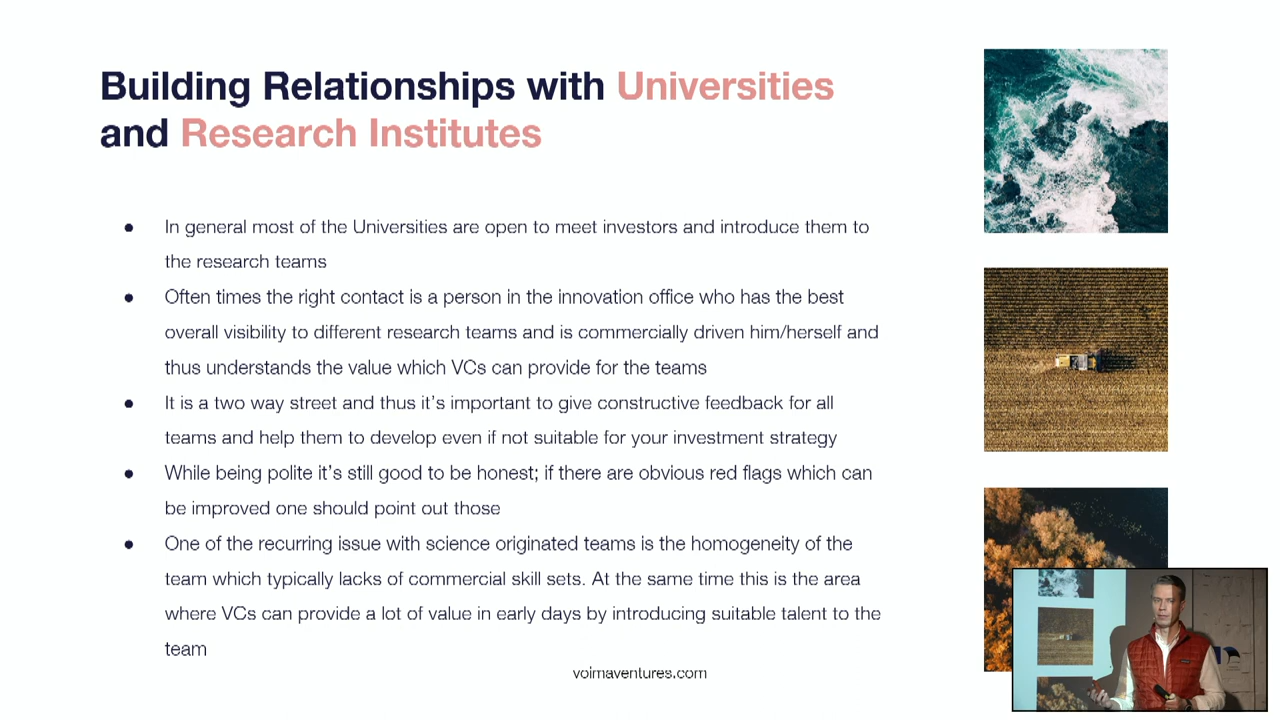 Building Relationships with Universities
and Research Institutes
● In general most of the Universities are open to meet investors and introduce them to
the research teams
● Often times the right contact is a person in the innovation office who has the best
overall visibility to different research teams and is commercially driven him/herself and
thus understands the value which VCs can provide for the teams
● It is a two way street and thus it’s important to give constructive feedback for all
teams and help them to develop even if not suitable for your investment strategy
● While being polite it’s still good to be honest; if there are obvious red flags which can
be improved one should point out those
● One of the recurring issue with science originated teams is the homogeneity of the
team which typically lacks of commercial skill sets. At the same time this is the area
where VCs can provide a lot of value in early days by introducing suitable talent to the
team
voimaventures.com